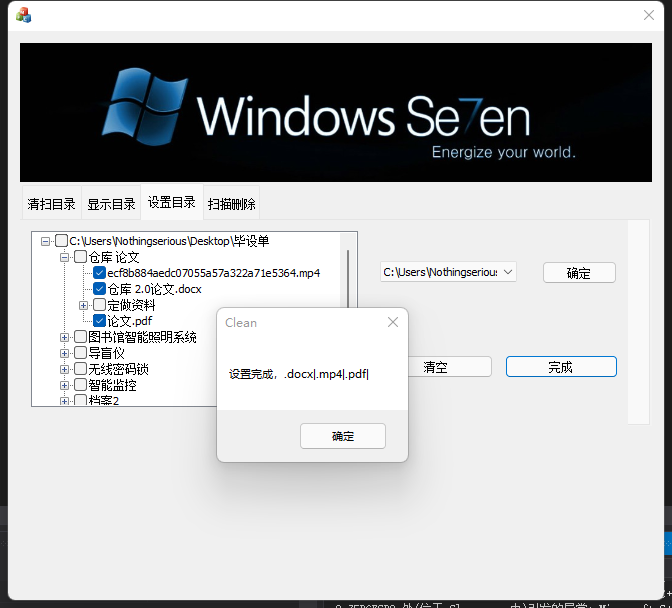 Windows Se7en
Energize your world.
清扫目录 显示目录 设置目录 扫描删除
C:\Users\Nothingserious\Desktop\毕设单
仓库 论文
ecf8b884aedc07055a57a322a71e5364.mp4
仓库 2.0论文.docx
定做资料
论文.pdf
图书馆智能照明系统
导盲仪
无线密码锁
智能监控
档案2
C:\Users\Nothingserious
确定
清空
完成
Clean
设置完成，.docx|.mp4|.pdf|
确定